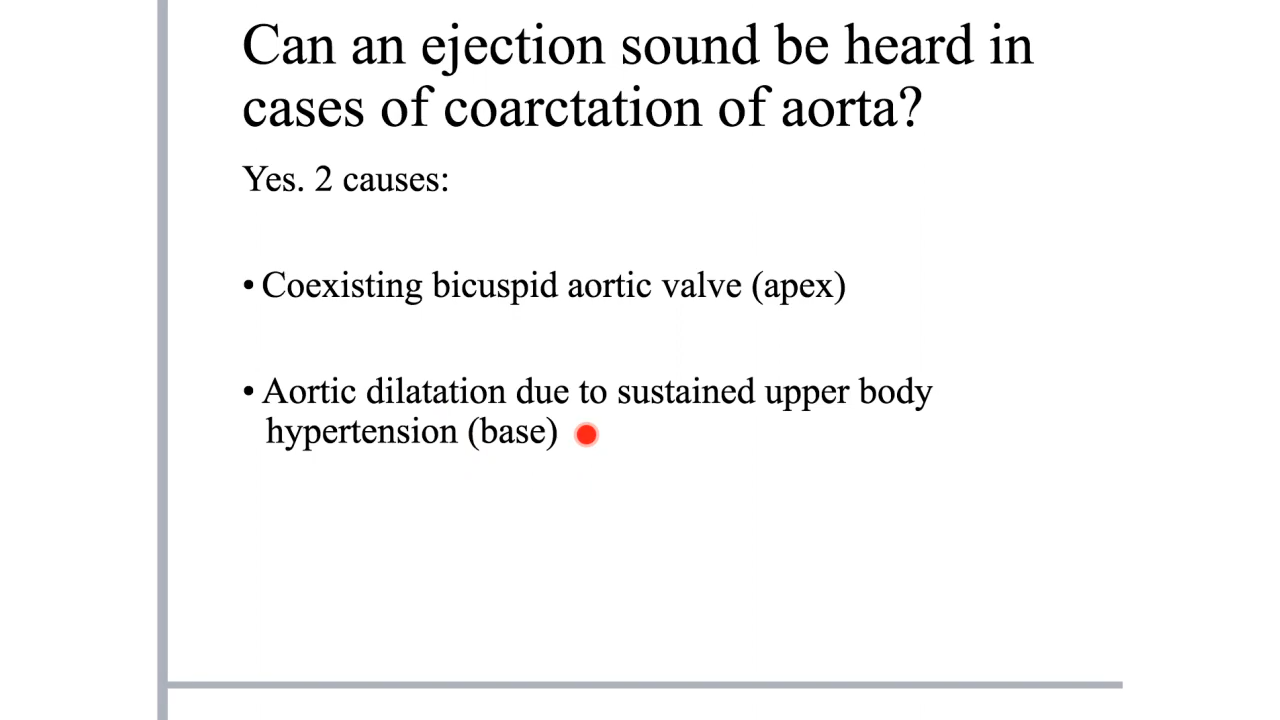 Can an ejection sound be heard in
cases of coarctation of aorta?
Yes. 2 causes:
• Coexisting bicuspid aortic valve (apex)
• Aortic dilatation due to sustained upper body
hypertension (base)